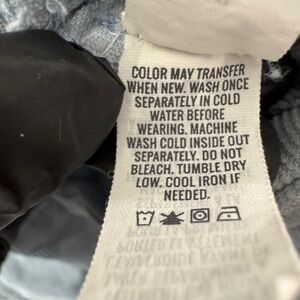 COLOR MAY TRANSFER
WHEN NEW. WASH ONCE
SEPARATELY IN COLD
WATER BEFORE
WEARING. MACHINE
WASH COLD INSIDE OUT
SEPARATELY. DO NOT
BLEACH. TUMBLE DRY
LOW. COOL IRON IF
NEEDED.